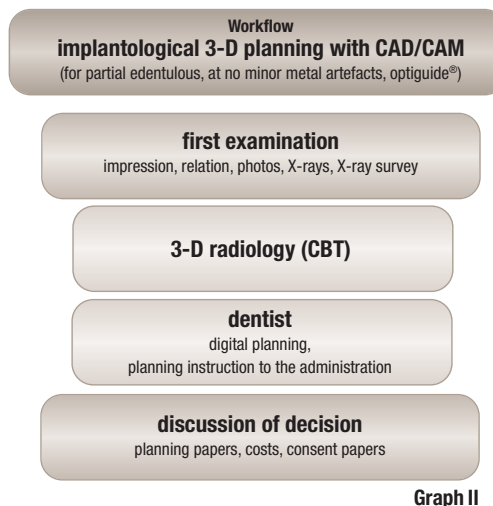 Workflow
implantological 3-D planning with CAD/CAM
(for partial edentulous, at no minor metal artefacts, optiguide®)
first examination
impression, relation, photos, X-rays, X-ray survey
3-D radiology (CBT)
dentist
digital planning,
planning instruction to the administration
discussion of decision
planning papers, costs, consent papers
Graph II